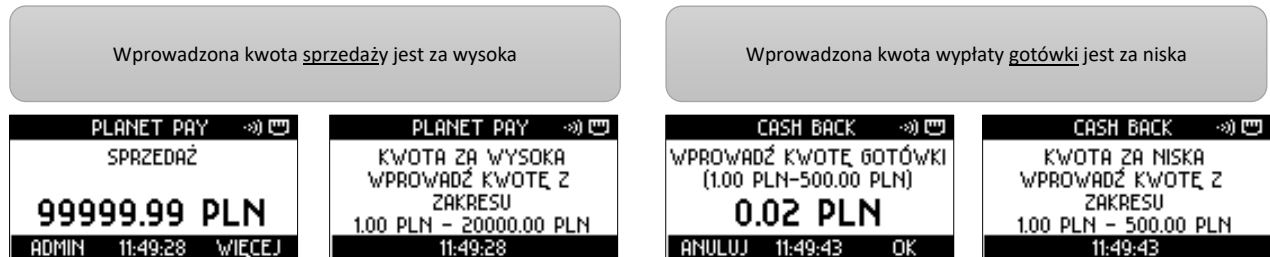 Wprowadzona kwota sprzedaży jest za wysoka
PLANET PAY
SPRZEDAŻ
99999.99 PLN
ADMIN 11:49:28 WIĘCEJ
PLANET PAY
KWOTA ZA WYSOKA
WPROWADŹ KWOTĘ Z
ZAKRESU
1.00 PLN - 20000.00 PLN
11:49:28
Wprowadzona kwota wypłaty gotówki jest za niska
CASH BACK
WPROWADŹ KWOTĘ GOTÓWKI
(1.00 PLN-500.00 PLN)
0.02 PLN
ANULUJ 11:49:43 OK
CASH BACK
KWOTA ZA NISKA
WPROWADŹ KWOTĘ Z
ZAKRESU
1.00 PLN - 500.00 PLN
11:49:43